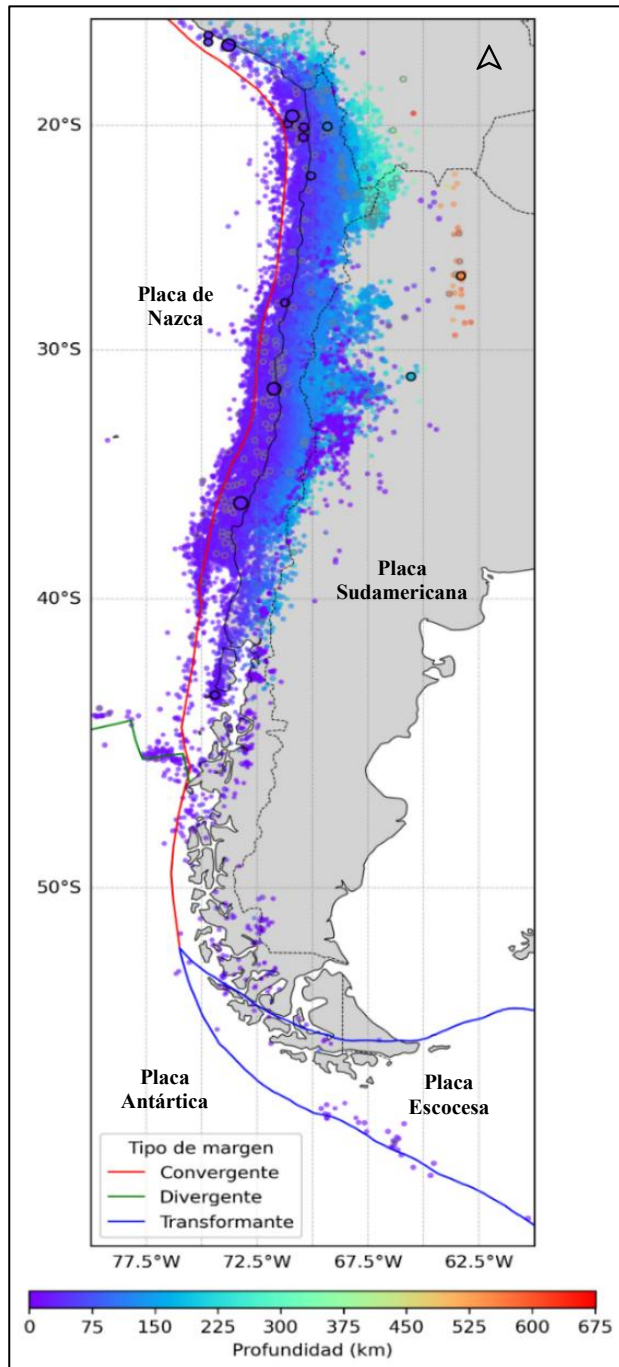 20°S
Placa de
Nazca
30°S
Placa
Sudamericana
40°S
50°S
Placa
Antártica
Placa
Escocesa
Tipo de margen
Convergente
Divergente
Transformante
77.5°W 72.5°W 67.5°W 62.5°W
0 75 150 225 300 375 450 525 600 675
Profundidad (km)